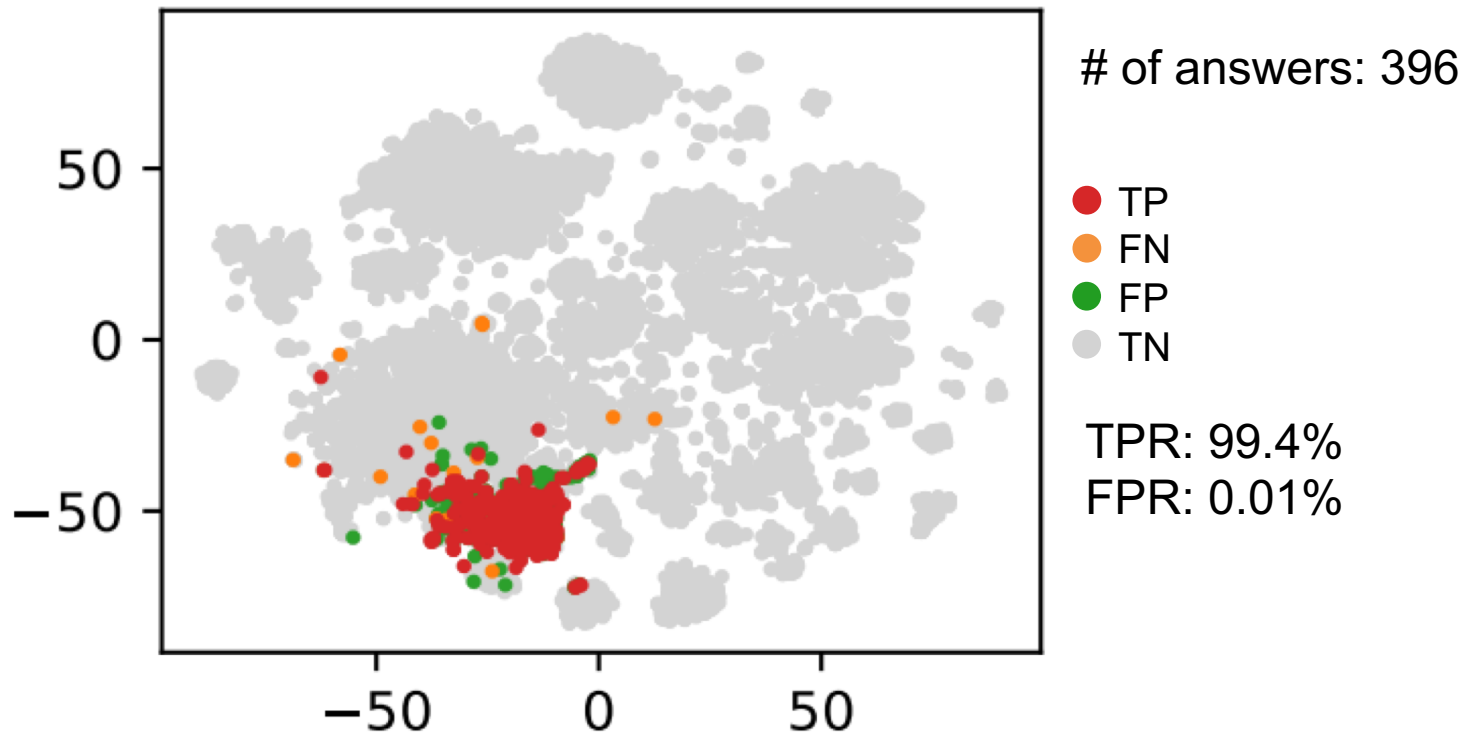 # of answers: 396
50
0
−50
−50
0
50
TP
FN
FP
TN
TPR: 99.4%
FPR: 0.01%